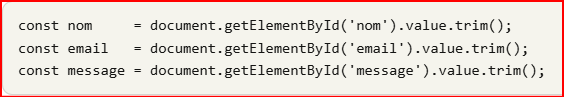 const nom     = document.getElementById('nom').value.trim();
const email   = document.getElementById('email').value.trim();
const message = document.getElementById('message').value.trim();